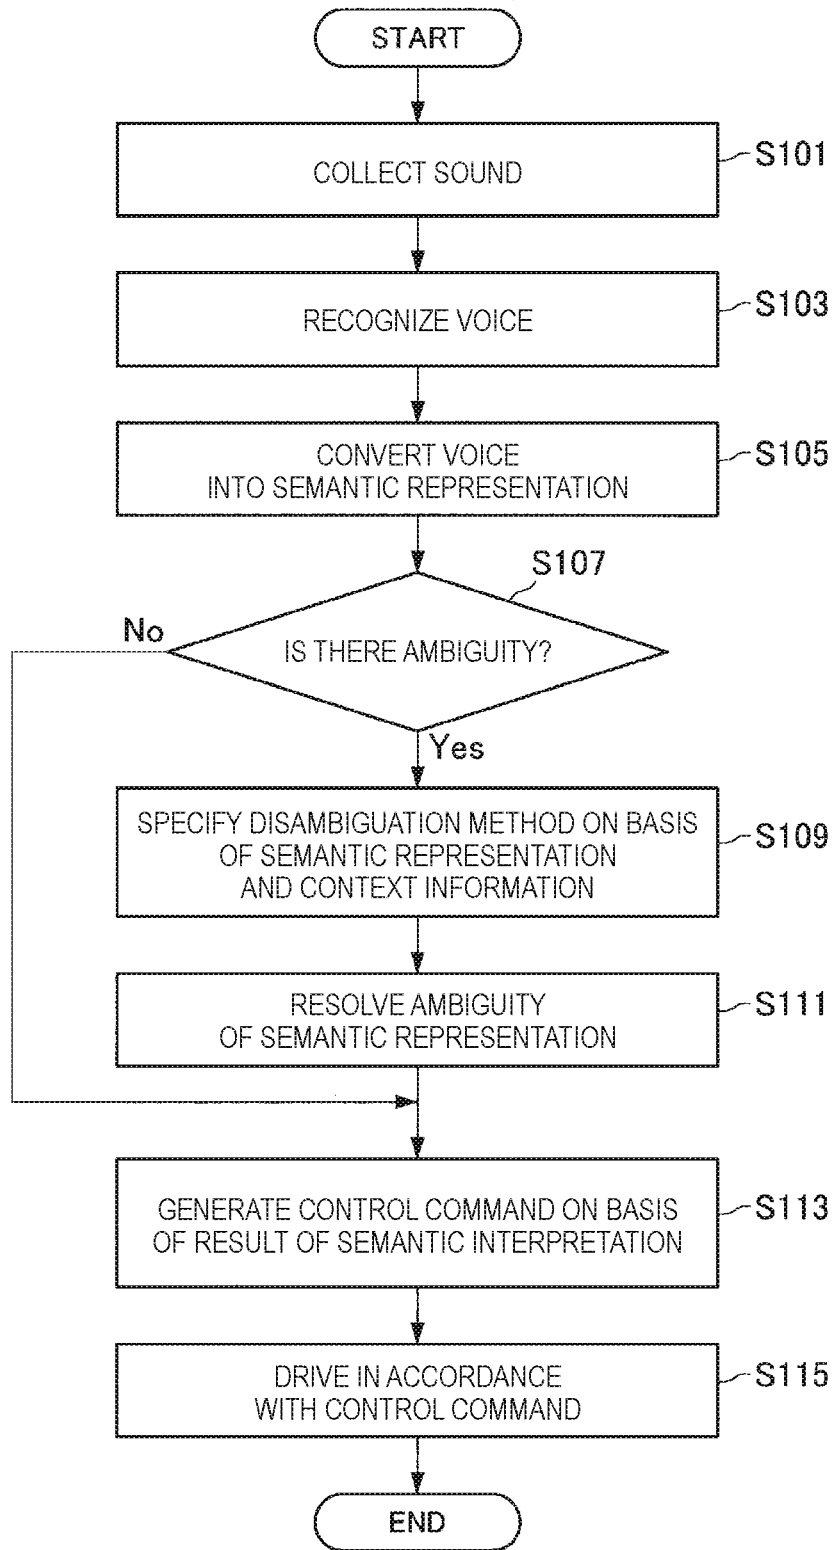 START
COLLECT SOUND
S101
RECOGNIZE VOICE
S103
CONVERT VOICE
INTO SEMANTIC REPRESENTATION
S105
S107
No
IS THERE AMBIGUITY?
Yes
SPECIFY DISAMBIGUATION METHOD ON BASIS
OF SEMANTIC REPRESENTATION
AND CONTEXT INFORMATION
S109
RESOLVE AMBIGUITY
OF SEMANTIC REPRESENTATION
S111
GENERATE CONTROL COMMAND ON BASIS
OF RESULT OF SEMANTIC INTERPRETATION
S113
DRIVE IN ACCORDANCE
WITH CONTROL COMMAND
S115
END